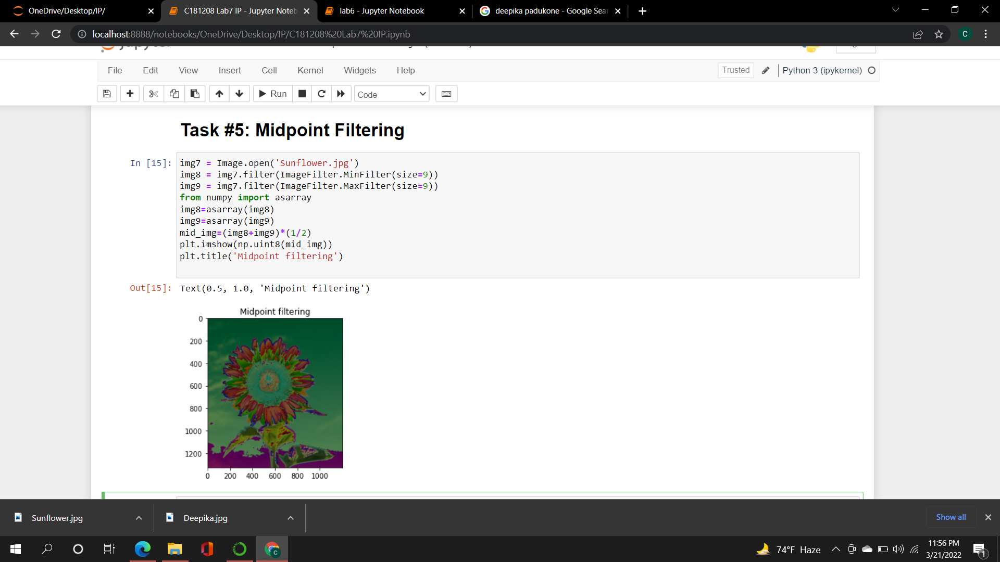 OneDrive/Desktop/IP/
C181208 Lab7 IP - Jupyter Noteb
lab6 - Jupyter Notebook
deepika padukone - Google Sear
localhost:8888/notebooks/OneDrive/Desktop/IP/C181208%20Lab7%20IP.ipynb
C
File Edit View Insert Cell Kernel Widgets Help
Trusted
Python 3 (ipykernel)
Run
Code
Task #5: Midpoint Filtering
In [15]:
img7 = Image.open('Sunflower.jpg')
img8 = img7.filter(ImageFilter.MinFilter(size=9))
img9 = img7.filter(ImageFilter.MaxFilter(size=9))
from numpy import asarray
img8=asarray(img8)
img9=asarray(img9)
mid_img=(img8+img9)*(1/2)
plt.imshow(np.uint8(mid_img))
plt.title('Midpoint filtering')
Out[15]: Text(0.5, 1.0, 'Midpoint filtering')
Midpoint filtering
0
200
400
600
800
1000
1200
0 200 400 600 800 1000
Sunflower.jpg
Deepika.jpg
Show all
C
74°F Haze
11:56 PM
3/21/2022
1